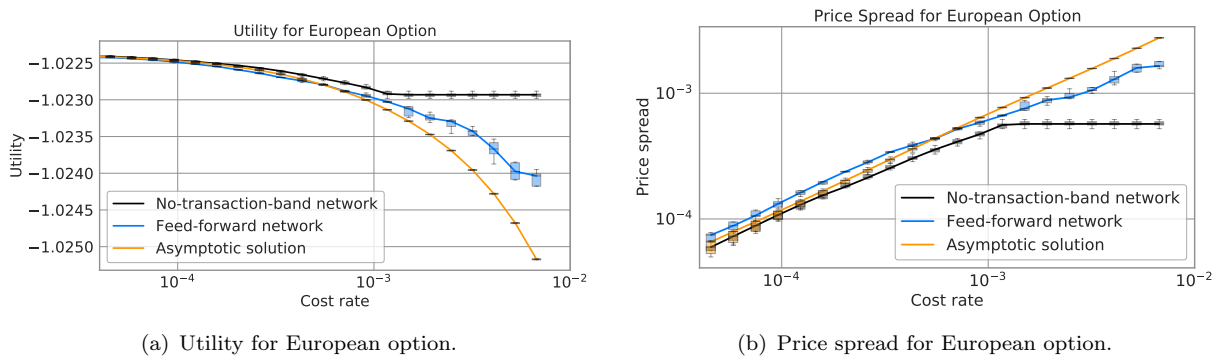 Utility for European Option
Utility
−1.0225
−1.0230
−1.0235
−1.0240
−1.0245
−1.0250
No-transaction-band network
Feed-forward network
Asymptotic solution
10⁻⁴
10⁻³
10⁻²
Cost rate
(a) Utility for European option.
Price Spread for European Option
Price spread
10⁻³
10⁻⁴
No-transaction-band network
Feed-forward network
Asymptotic solution
10⁻⁴
10⁻³
10⁻²
Cost rate
(b) Price spread for European option.